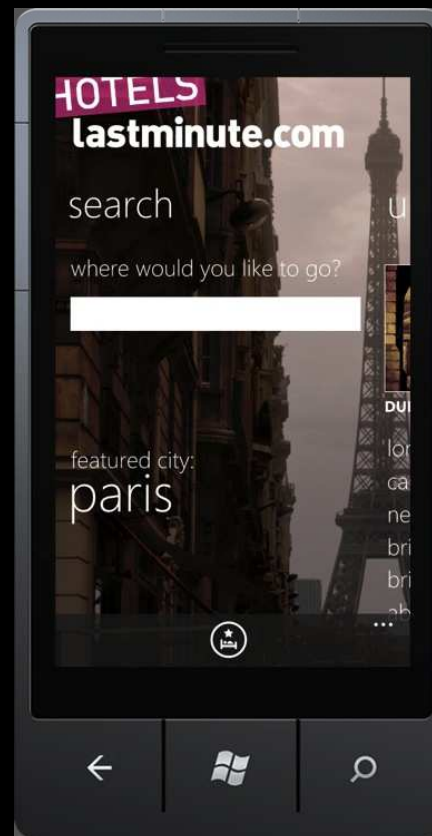 HOTELS
lastminute.com
search
u
where would you like to go?
DU
lor
ca
featured city:
paris
ne
bri
bri
ab
...